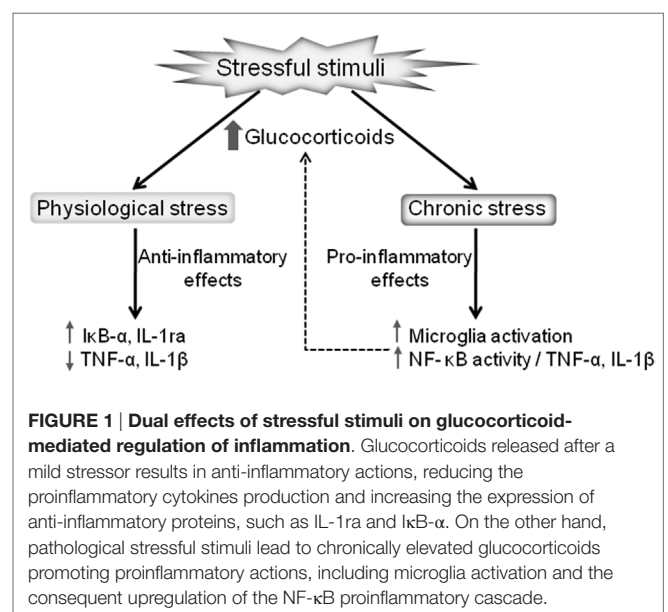 Stressful stimuli
Glucocorticoids
Physiological stress
Chronic stress
Anti-inflammatory
effects
Pro-inflammatory
effects
↑ IκB-α, IL-1ra
↓ TNF-α, IL-1β
↑ Microglia activation
↑ NF- κB activity / TNF-α, IL-1β
FIGURE 1 | Dual effects of stressful stimuli on glucocorticoid-
mediated regulation of inflammation. Glucocorticoids released after a
mild stressor results in anti-inflammatory actions, reducing the
proinflammatory cytokines production and increasing the expression of
anti-inflammatory proteins, such as IL-1ra and IκB-α. On the other hand,
pathological stressful stimuli lead to chronically elevated glucocorticoids
promoting proinflammatory actions, including microglia activation and the
consequent upregulation of the NF-κB proinflammatory cascade.